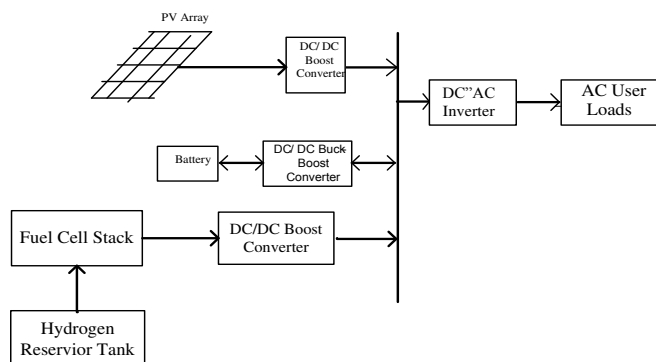 PV Array
DC/ DC
Boost
Converter
DC”AC
Inverter
AC User
Loads
Battery
DC/ DC Buck-
Boost
Converter
Fuel Cell Stack
DC/DC Boost
Converter
Hydrogen
Reservior Tank